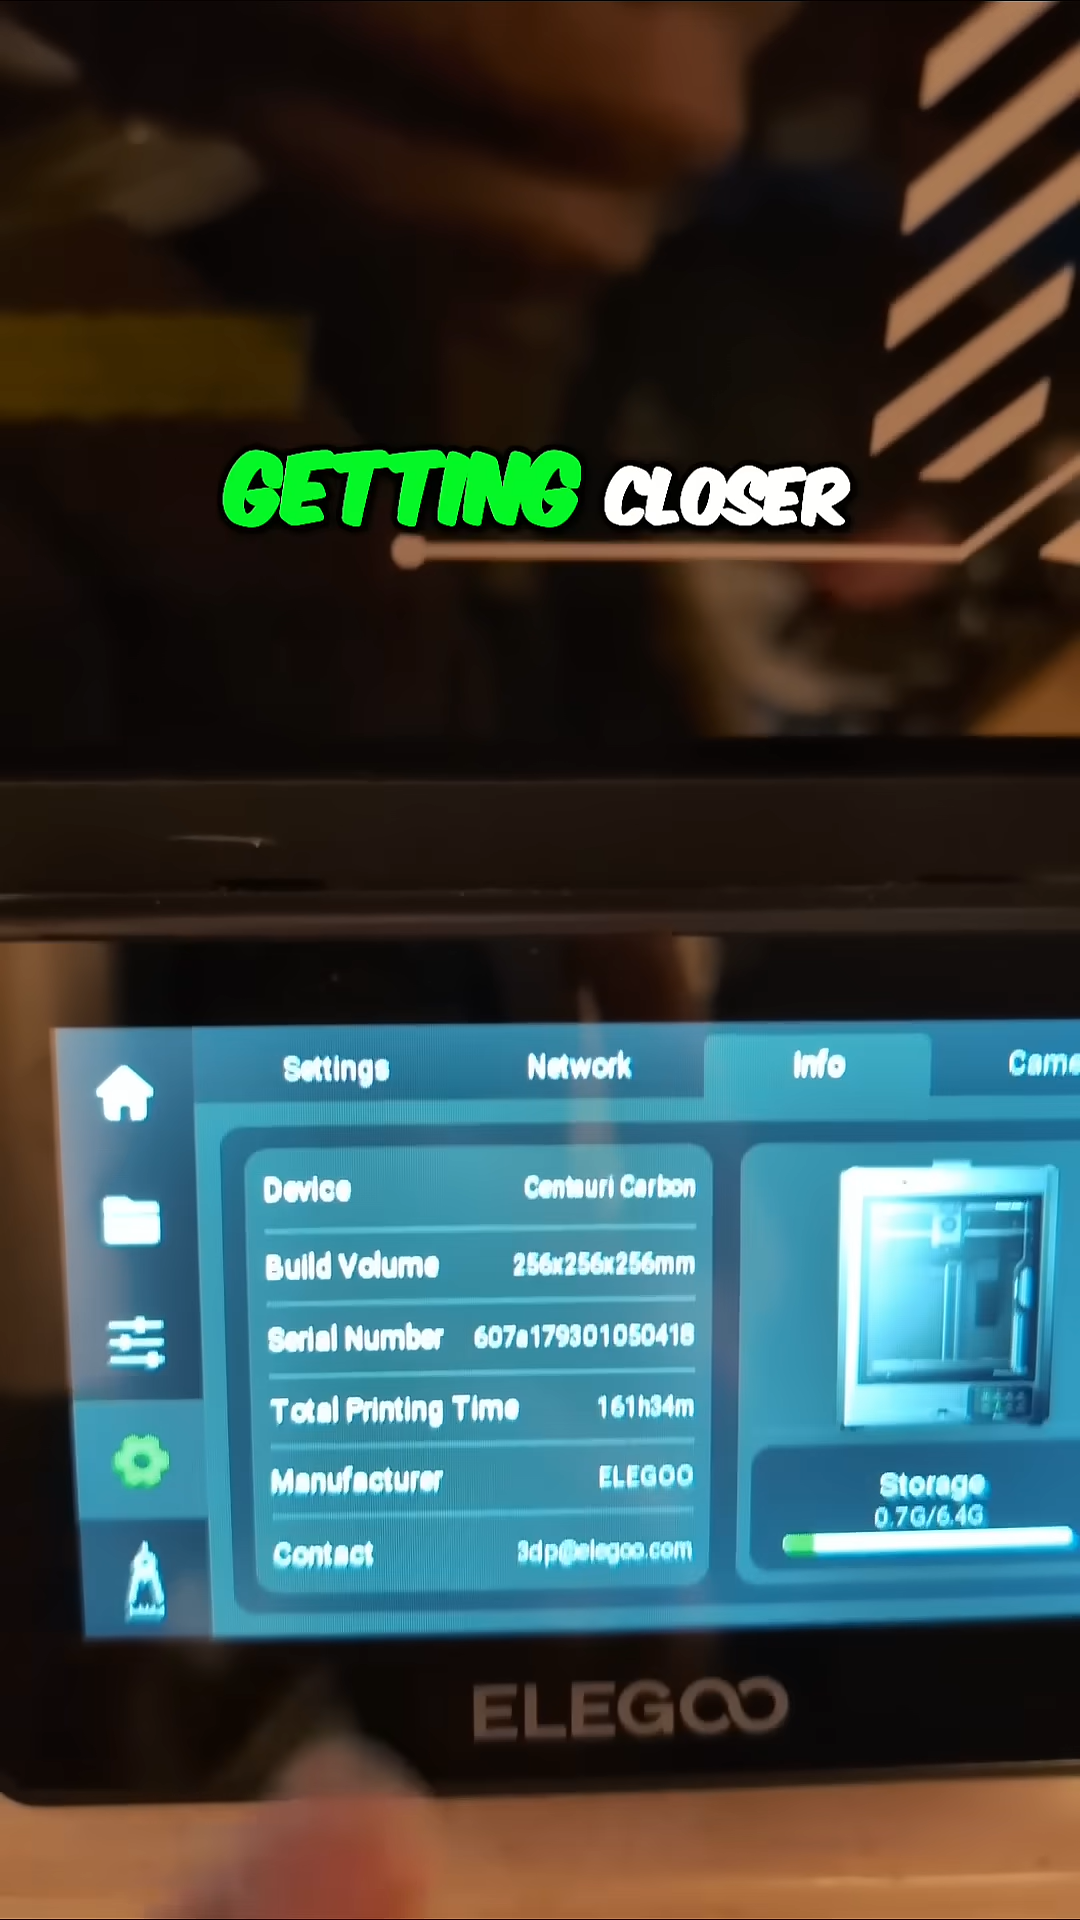 GETTING CLOSER
Settings Network Info Came
Device Centauri Carbon
Build Volume 256x256x256mm
Serial Number 607a179301050418
Total Printing Time 161h34m
Manufacturer ELEGOO
Contact 3dp@elegoo.com
Storage
0.7G/6.4G
ELEGOO